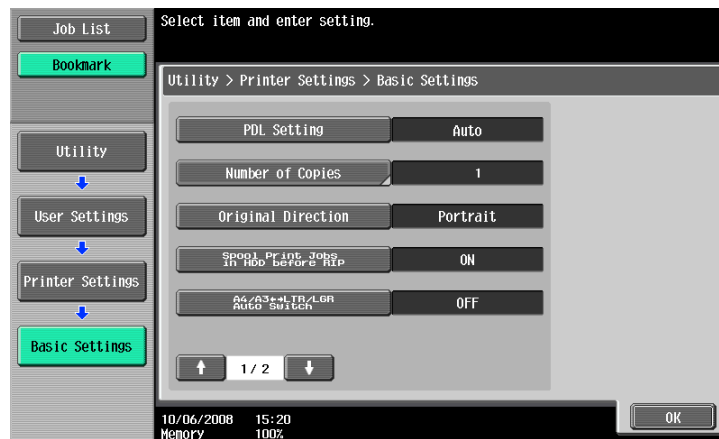 Job List
Select item and enter setting.
Bookmark
Utility > Printer Settings > Basic Settings
PDL Setting
Auto
Utility
Number of Copies
1
User Settings
Original Direction
Portrait
Spool Print Jobs
in HDD before RIP
ON
Printer Settings
A4/A3↔LTR/LGR
Auto Switch
OFF
Basic Settings
↑ 1/ 2 ↓
10/06/2008 15:20
Memory 100%
OK